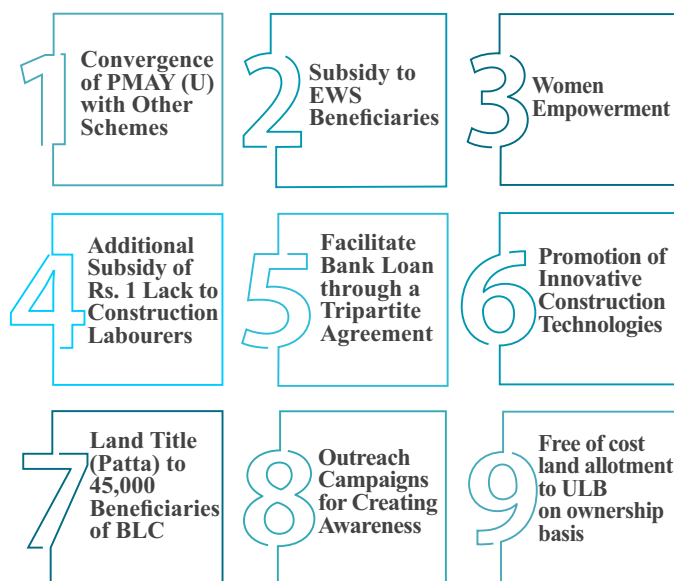 1
Convergence
of PMAY (U)
with Other
Schemes
2
Subsidy to
EWS
Beneficiaries
3
Women
Empowerment
4
Additional
Subsidy of
Rs. 1 Lack to
Construction
Labourers
5
Facilitate
Bank Loan
through a
Tripartite
Agreement
6
Promotion of
Innovative
Construction
Technologies
7
Land Title
(Patta) to
45,000
Beneficiaries
of BLC
8
Outreach
Campaigns
for Creating
Awareness
9
Free of cost
land allotment
to ULB
on ownership
basis